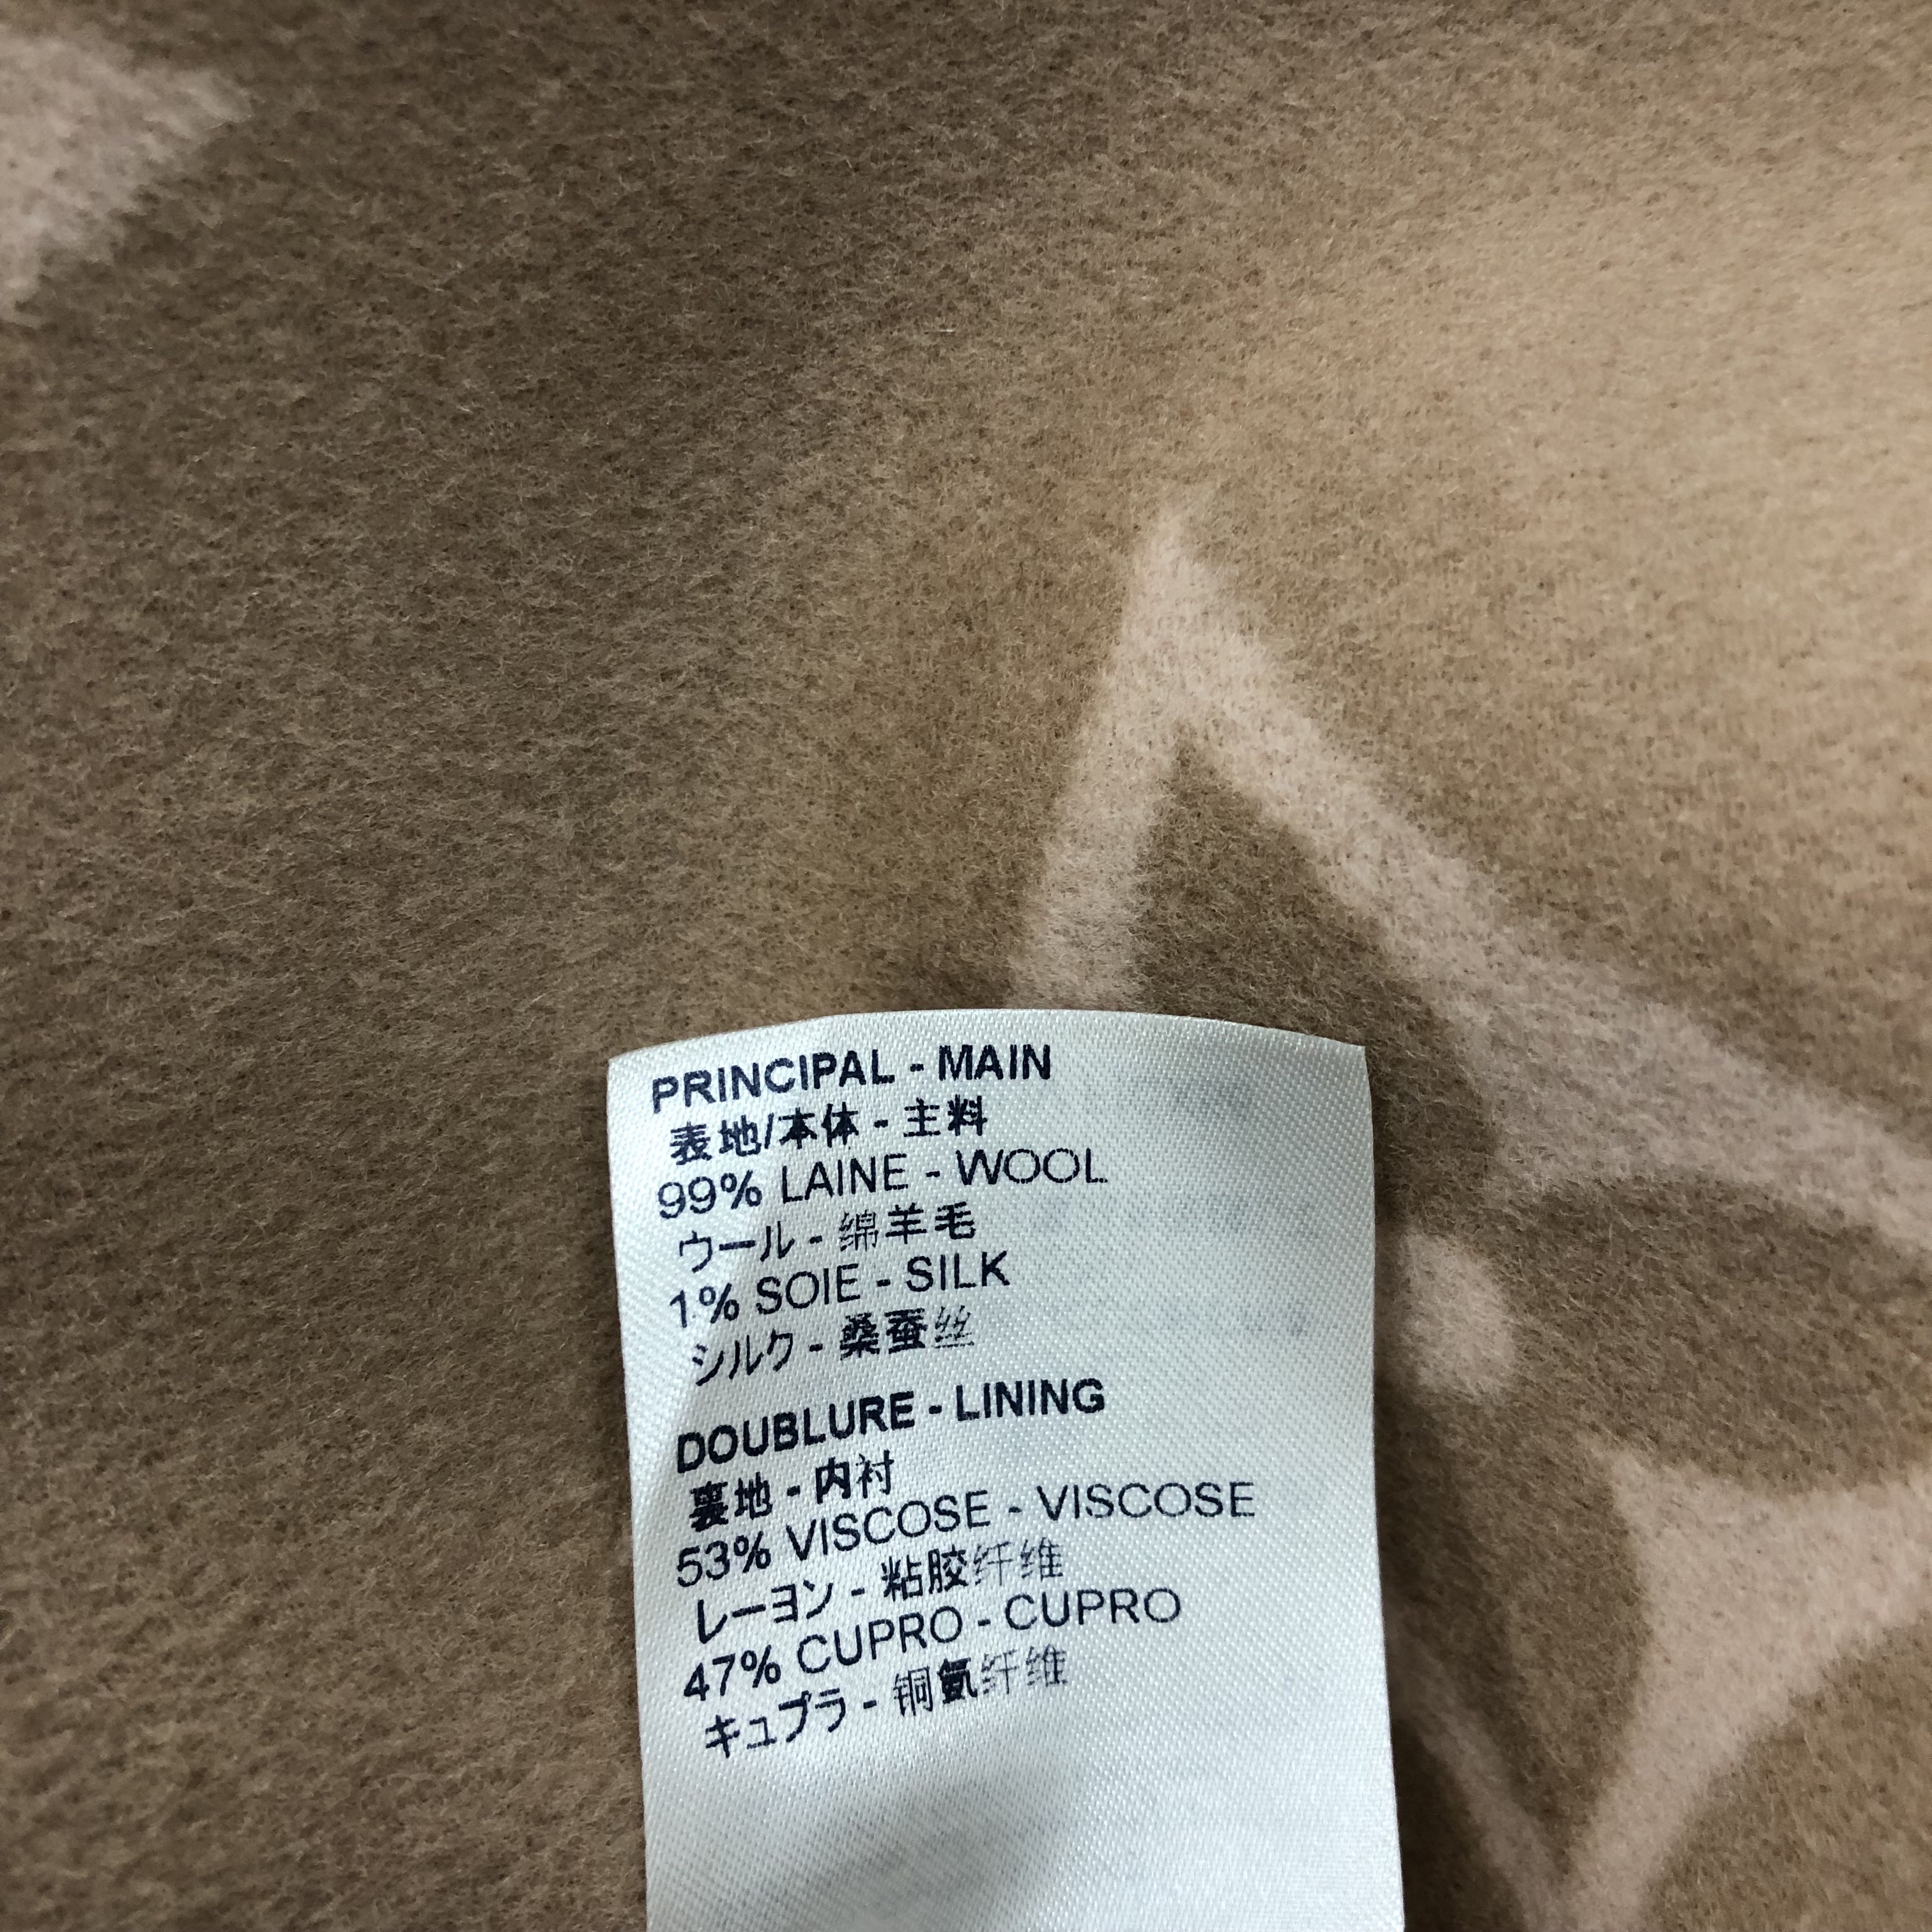 PRINCIPAL - MAIN
表地/本体 - 主料
99% LAINE - WOOL
ウール - 绵羊毛
1% SOIE - SILK
シルク - 桑蚕丝
DOUBLURE - LINING
裏地 - 内衬
53% VISCOSE - VISCOSE
レーヨン - 粘胶纤维
47% CUPRO - CUPRO
キュプラ - 铜氨纤维